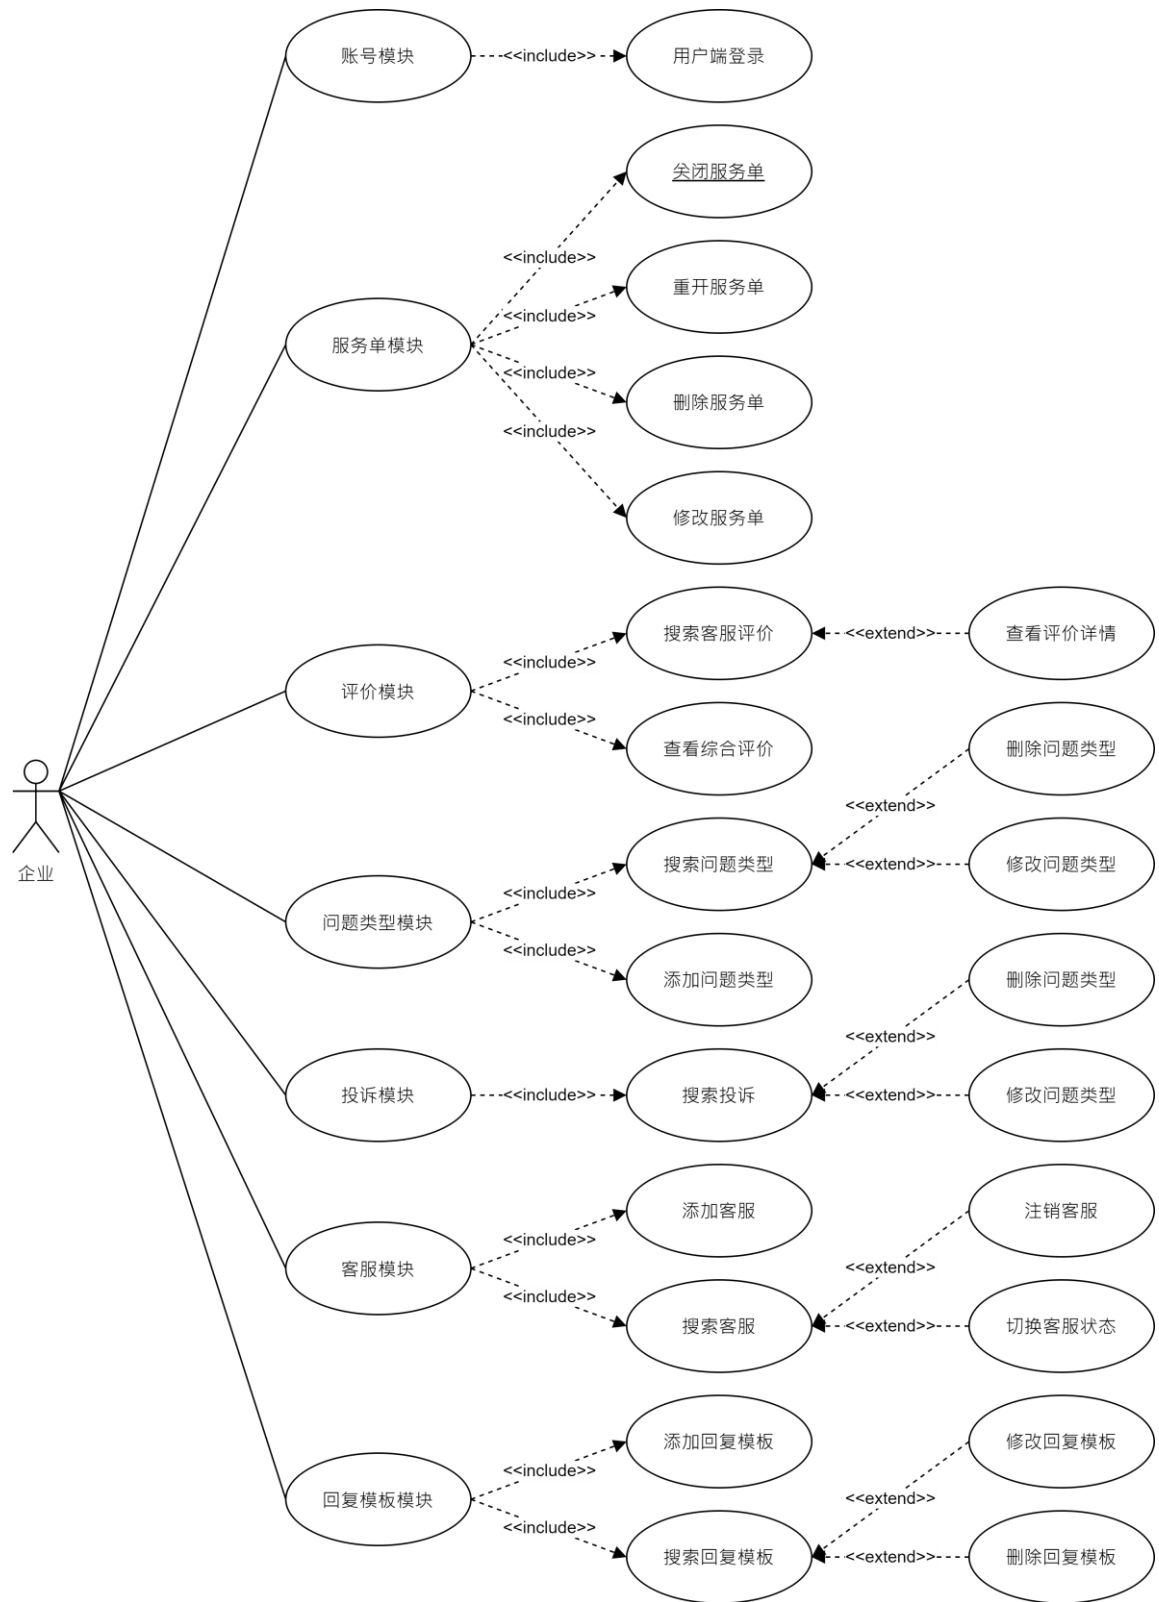 账号模块
<<include>>
用户端登录
关闭服务单
<<include>>
重开服务单
<<include>>
服务单模块
<<include>>
删除服务单
<<include>>
修改服务单
搜索客服评价
<<extend>>
查看评价详情
<<include>>
评价模块
<<include>>
查看综合评价
删除问题类型
<<extend>>
搜索问题类型
<<extend>>
修改问题类型
企业
<<include>>
问题类型模块
<<include>>
添加问题类型
删除问题类型
<<extend>>
投诉模块
<<include>>
搜索投诉
<<extend>>
修改问题类型
添加客服
注销客服
<<include>>
客服模块
<<extend>>
<<include>>
搜索客服
<<extend>>
切换客服状态
添加回复模板
修改回复模板
<<include>>
回复模板模块
<<extend>>
<<include>>
搜索回复模板
<<extend>>
删除回复模板